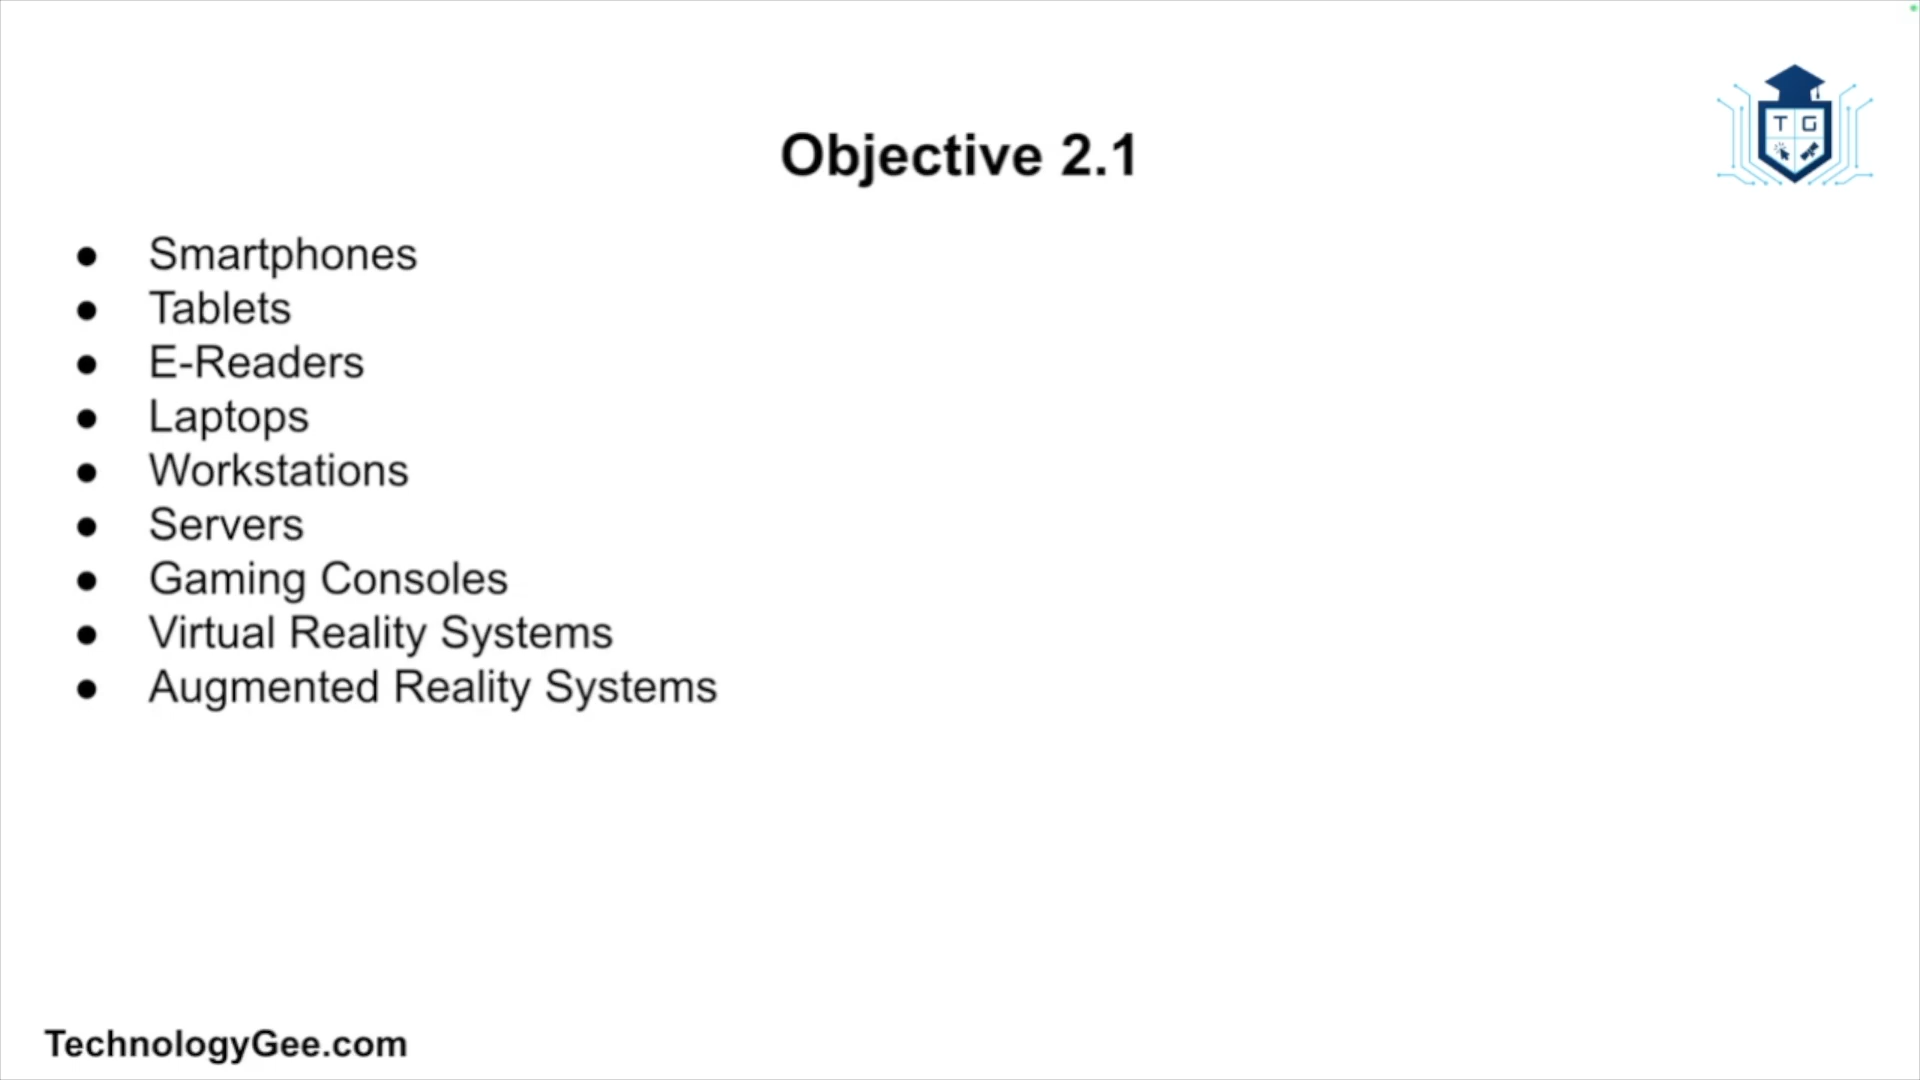 T G
Objective 2.1
● Smartphones
● Tablets
● E-Readers
● Laptops
● Workstations
● Servers
● Gaming Consoles
● Virtual Reality Systems
● Augmented Reality Systems
TechnologyGee.com